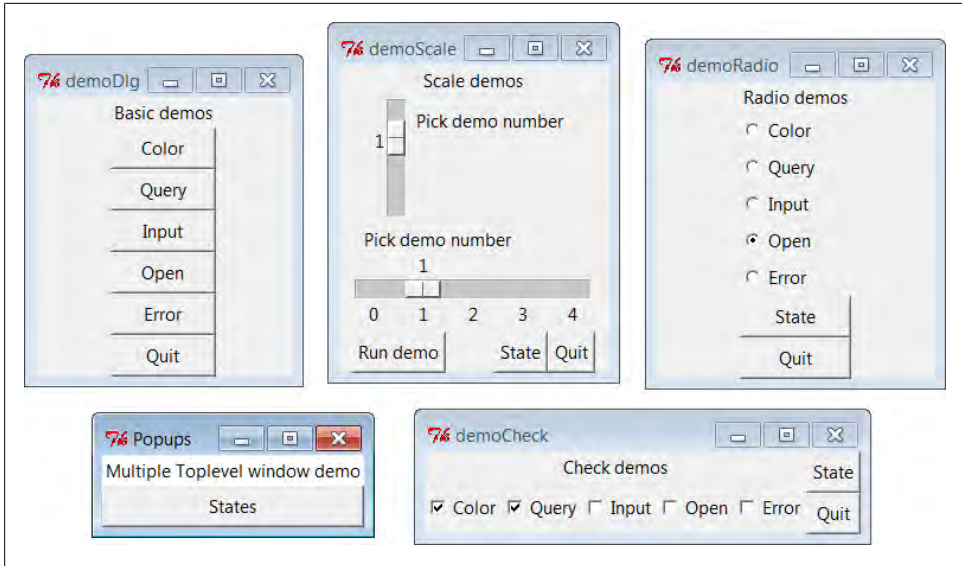 demoDlg
Basic demos
Color
Query
Input
Open
Error
Quit
demoScale
Scale demos
Pick demo number
1
Pick demo number
1
0 1 2 3 4
Run demo State Quit
demoRadio
Radio demos
Color
Query
Input
Open
Error
State
Quit
Popups
Multiple Toplevel window demo
States
demoCheck
Check demos
State
Color Query Input Open Error Quit